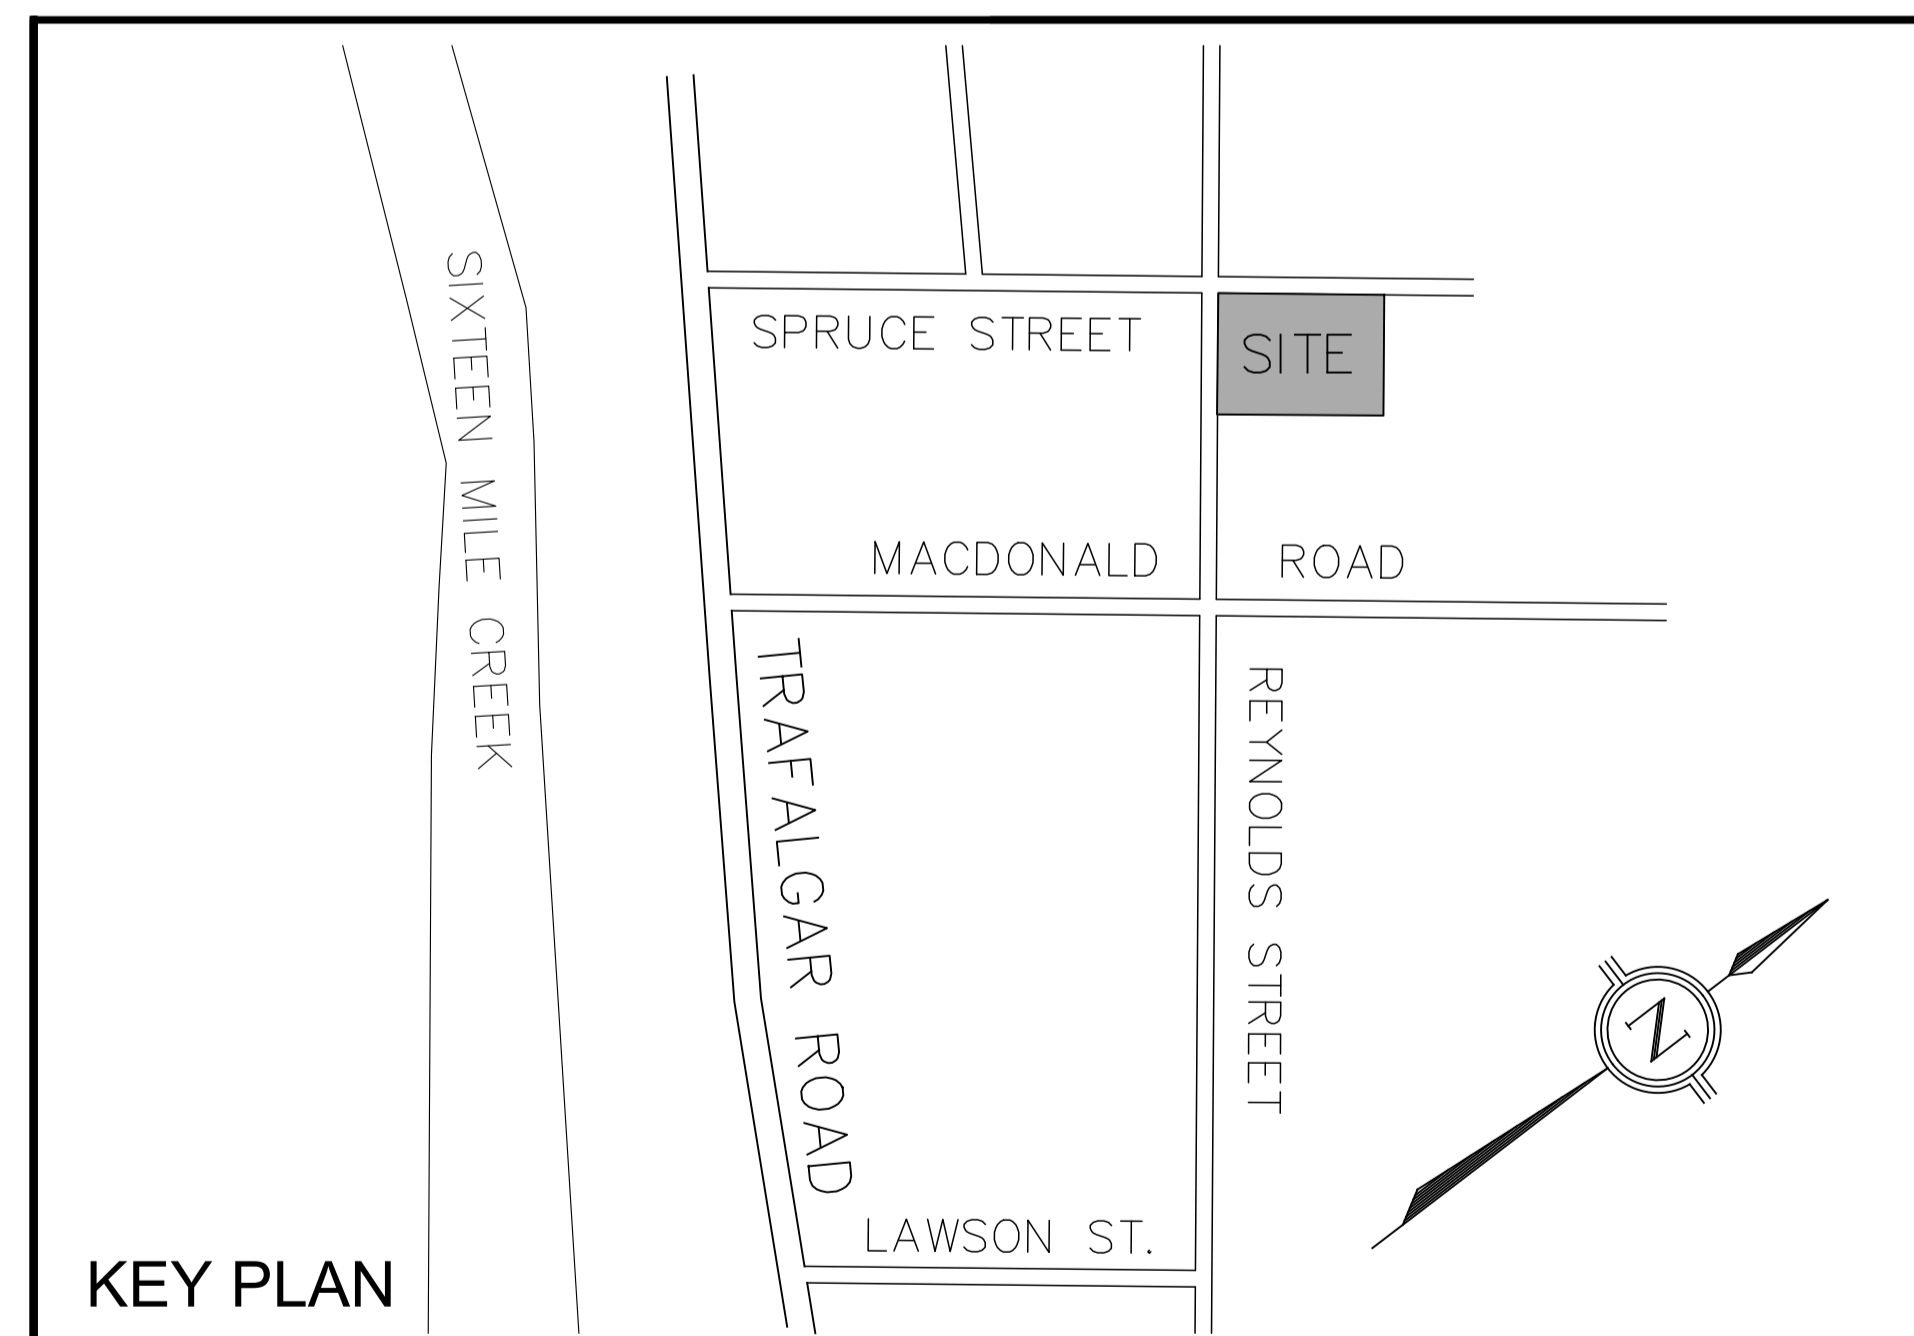 SIXTEEN MILE CREEK
SPRUCE STREET
SITE
MACDONALD ROAD
TRAFALGAR ROAD
REYNOLDS STREET
N
LAWSON ST.
KEY PLAN